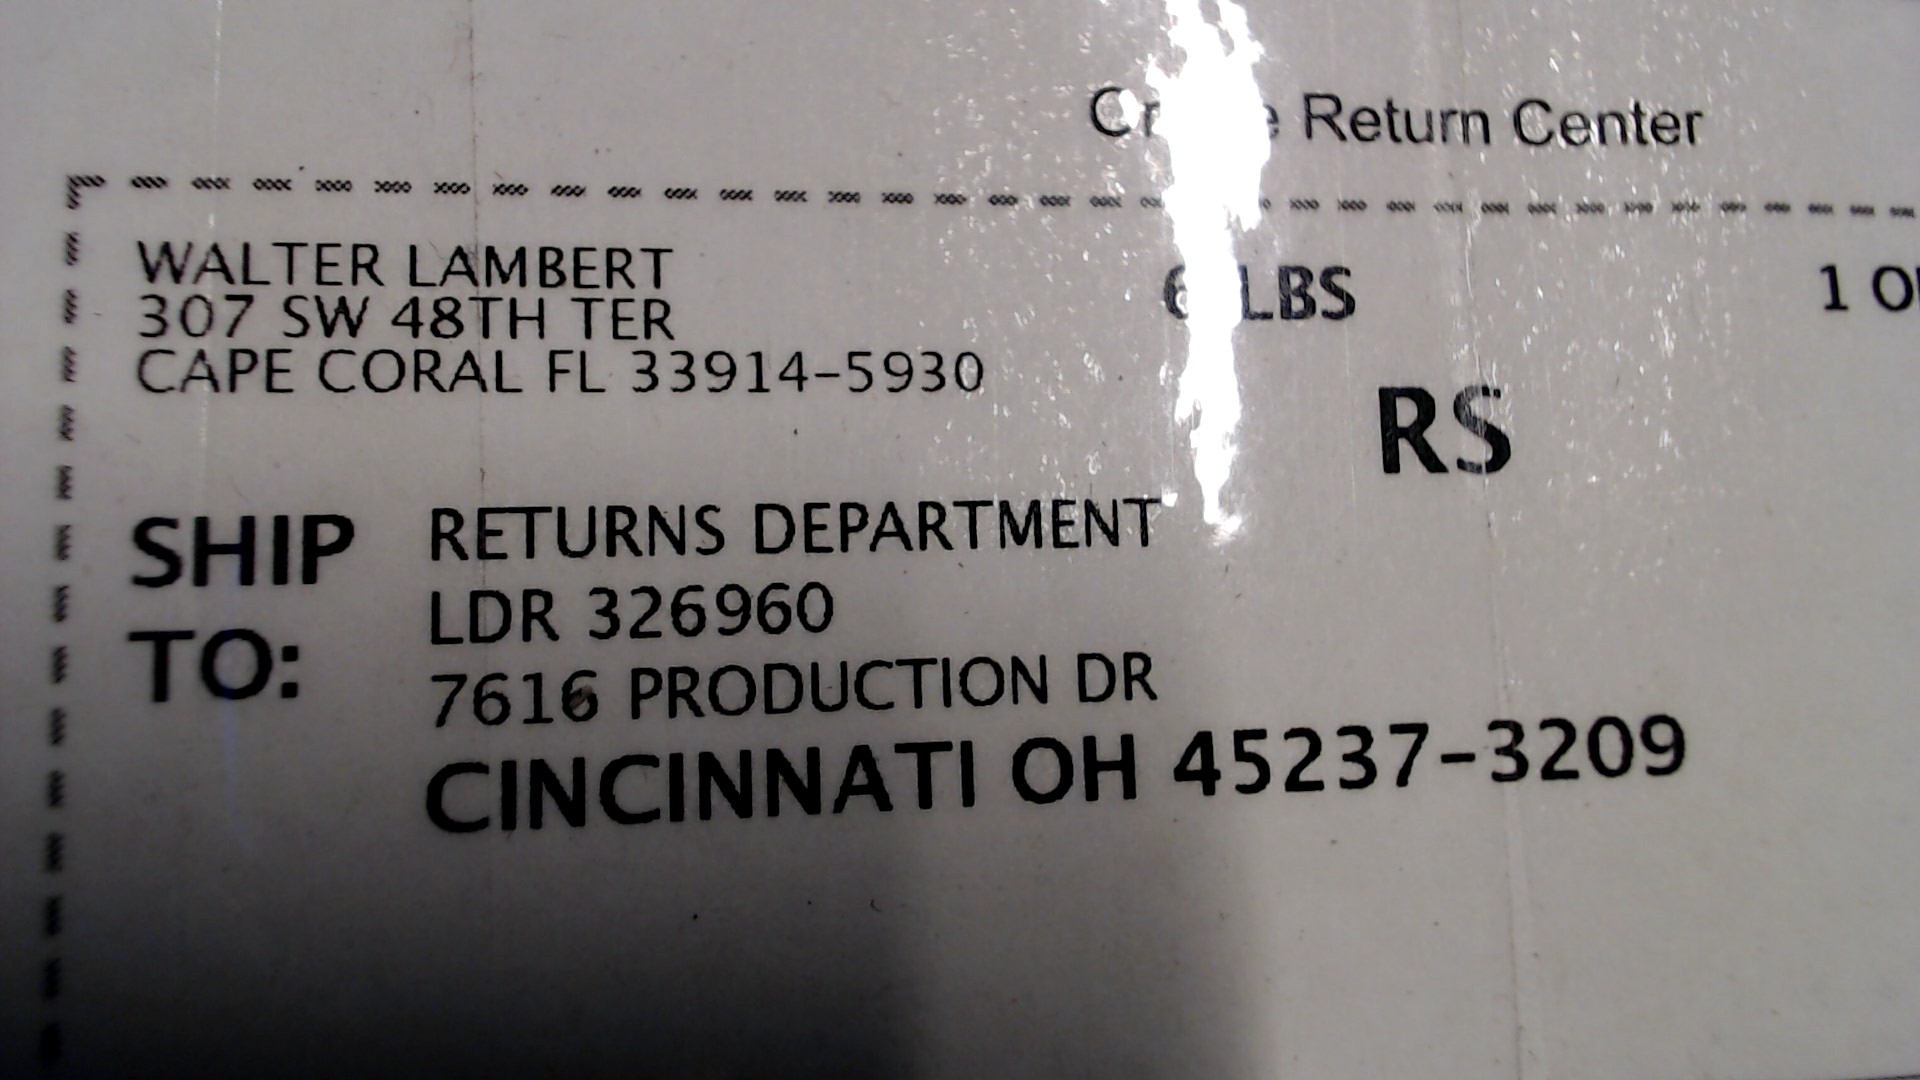 Return Center
WALTER LAMBERT
307 SW 48TH TER
CAPE CORAL FL 33914-5930
LBS
1
RS
SHIP TO:
RETURNS DEPARTMENT
LDR 326960
7616 PRODUCTION DR
CINCINNATI OH 45237-3209